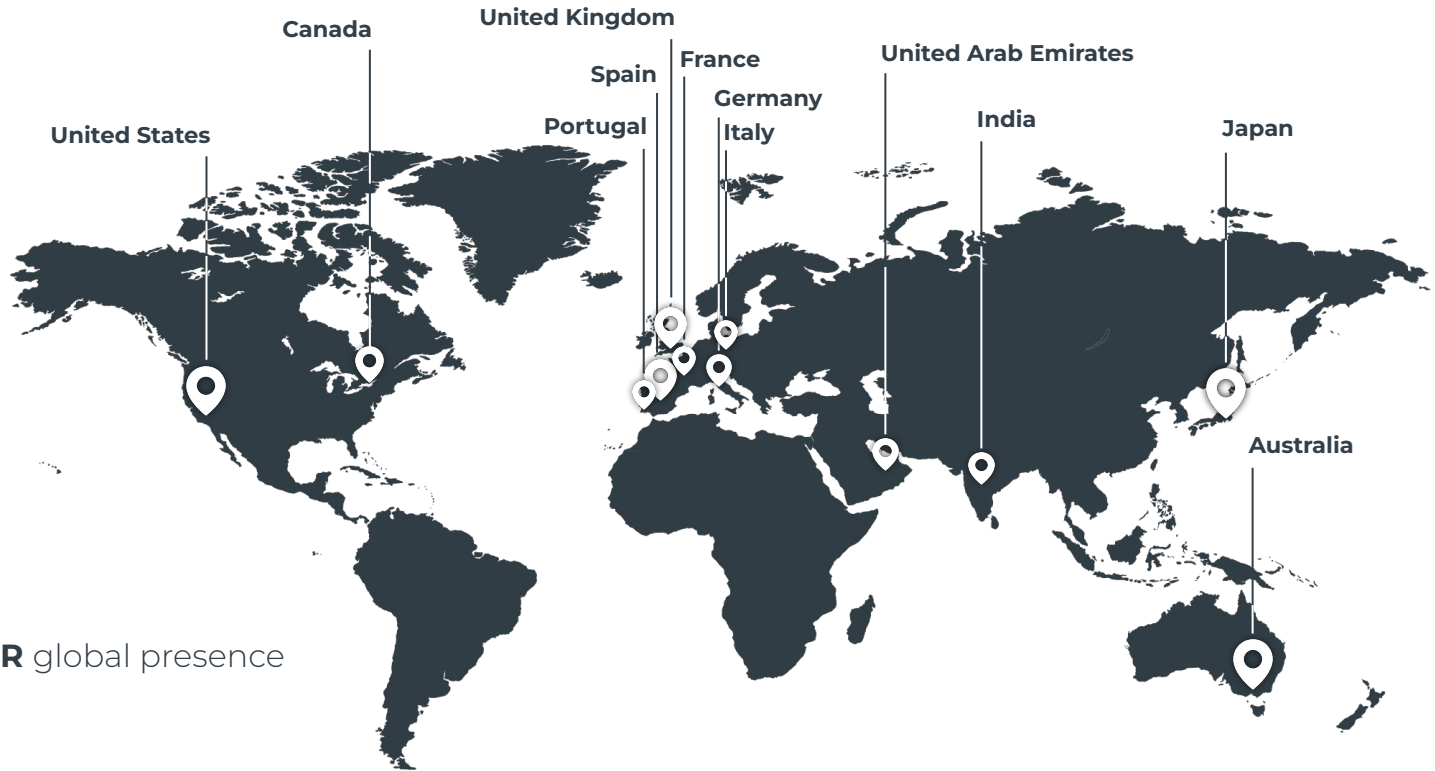 United Kingdom
Canada
United Arab Emirates
France
Spain
Germany
India
Portugal
Italy
Japan
United States
Australia
R global presence